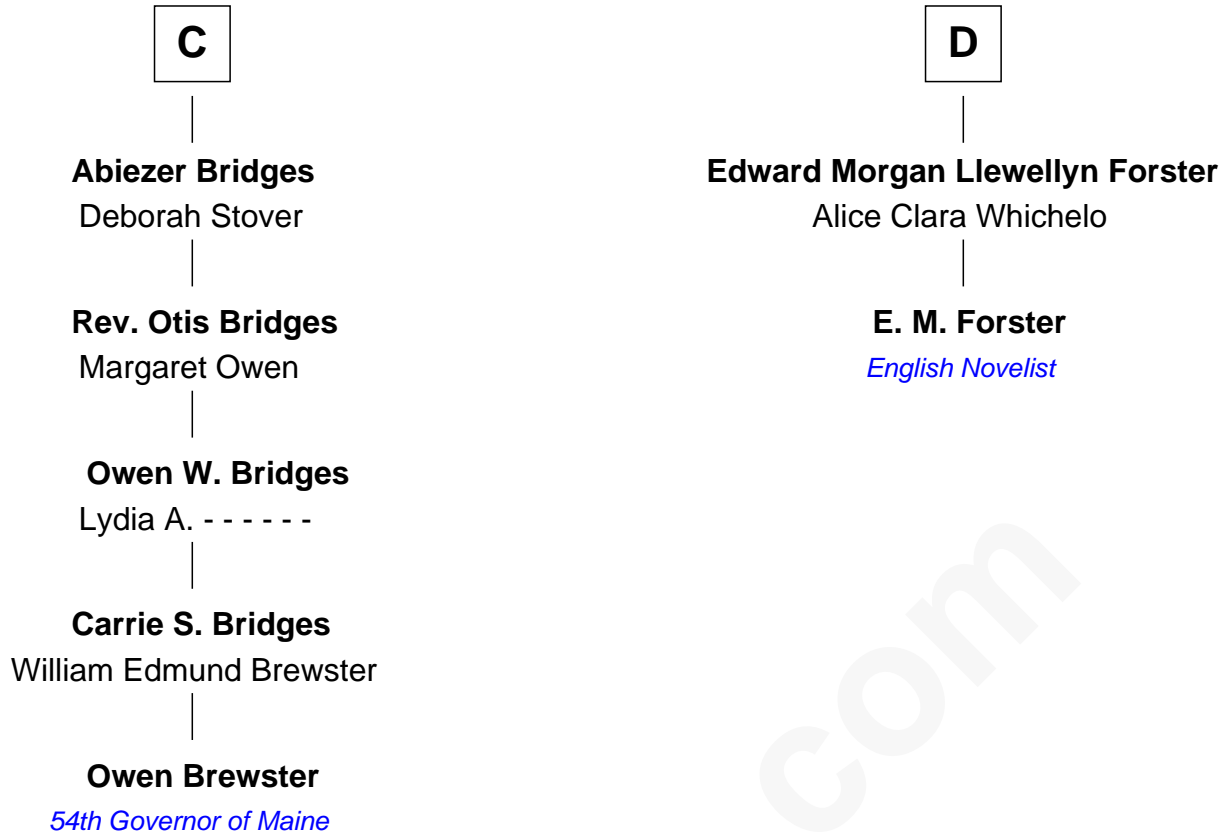 C
Abiezer Bridges
Deborah Stover
Rev. Otis Bridges
Margaret Owen
Owen W. Bridges
Lydia A. - - - - - -
Carrie S. Bridges
William Edmund Brewster
Owen Brewster
54th Governor of Maine
D
Edward Morgan Llewellyn Forster
Alice Clara Whichelo
E. M. Forster
English Novelist
com